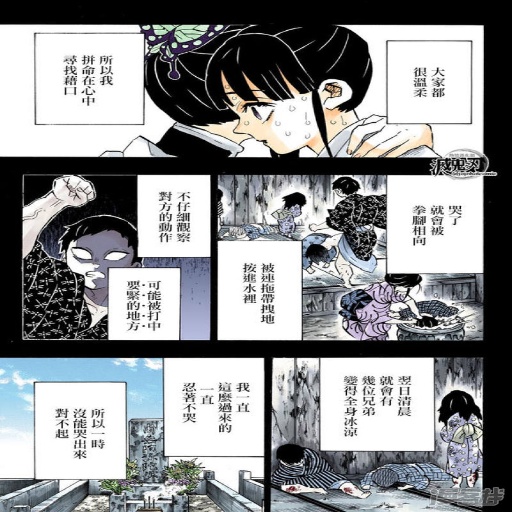 大家都
很溫柔
所以我
拼命在心中
尋找藉口
哭了
就會被
拳腳相向
被連拖帶拽地
按進水裡
不仔細觀察
對方的動作
可能被打中
要緊的地方
翌日清晨
就會有
幾位兄弟
變得全身冰涼
我一直
這麼過來的
一直
忍著不哭
所以一時
沒能哭出來
對不起